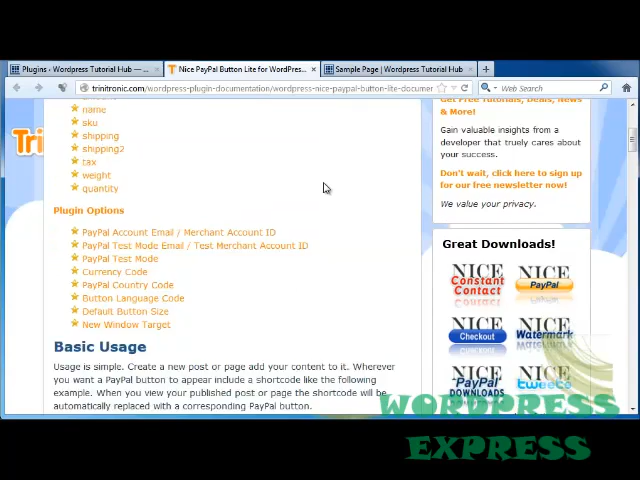 Plugins ‹ Wordpress Tutorial Hub — ...
Nice PayPal Button Lite for WordPres...
Sample Page | Wordpress Tutorial Hub
trinitronic.com/wordpress-plugin-documentation/wordpress-nice-paypal-button-lite-documer
Web Search
Tri
name
sku
shipping
shipping2
tax
weight
quantity
Plugin Options
PayPal Account Email / Merchant Account ID
PayPal Test Mode Email / Test Merchant Account ID
PayPal Test Mode
Currency Code
PayPal Country Code
Button Language Code
Default Button Size
New Window Target
Basic Usage
Usage is simple. Create a new post or page add your content to it. Wherever
you want a PayPal button to appear include a shortcode like the following
example. When you view your published post or page the shortcode will be
automatically replaced with a corresponding PayPal button.
Get Free Tutorials, Deals, News
& More!
Gain valuable insights from a
developer that truely cares about
your success.
Don't wait, click here to sign up
for our free newsletter now!
We value your privacy.
Great Downloads!
NICE
Constant
Contact
NICE
PayPal
NICE
Checkout
NICE
Watermark
NICE
PayPal
DOWNLOADS
NICE
tweete
WORDPRESS
EXPRESS